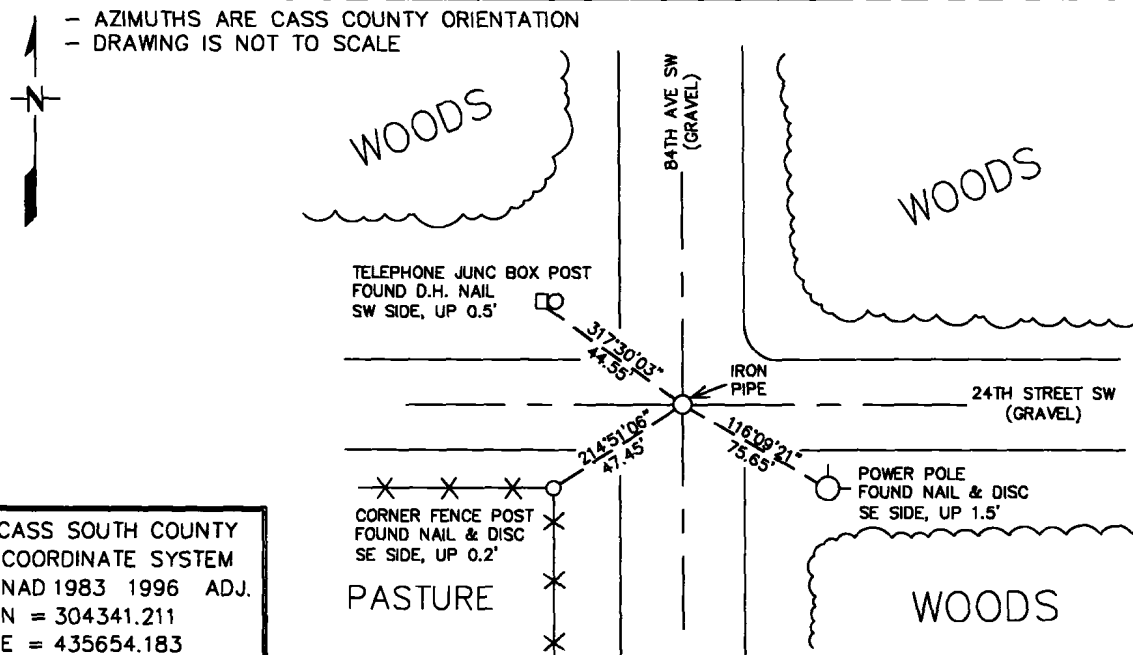 - AZIMUTHS ARE CASS COUNTY ORIENTATION
- DRAWING IS NOT TO SCALE
N
WOODS
84TH AVE SW
(GRAVEL)
WOODS
TELEPHONE JUNC BOX POST
FOUND D.H. NAIL
SW SIDE, UP 0.5'
317°30'03"
44.55'
IRON
PIPE
24TH STREET SW
(GRAVEL)
214°51'06"
47.45'
116°09'21"
75.65'
POWER POLE
FOUND NAIL & DISC
SE SIDE, UP 1.5'
CORNER FENCE POST
FOUND NAIL & DISC
SE SIDE, UP 0.2'
CASS SOUTH COUNTY
COORDINATE SYSTEM
NAD 1983 1996 ADJ.
N = 304341.211
E = 435654.183
PASTURE
WOODS